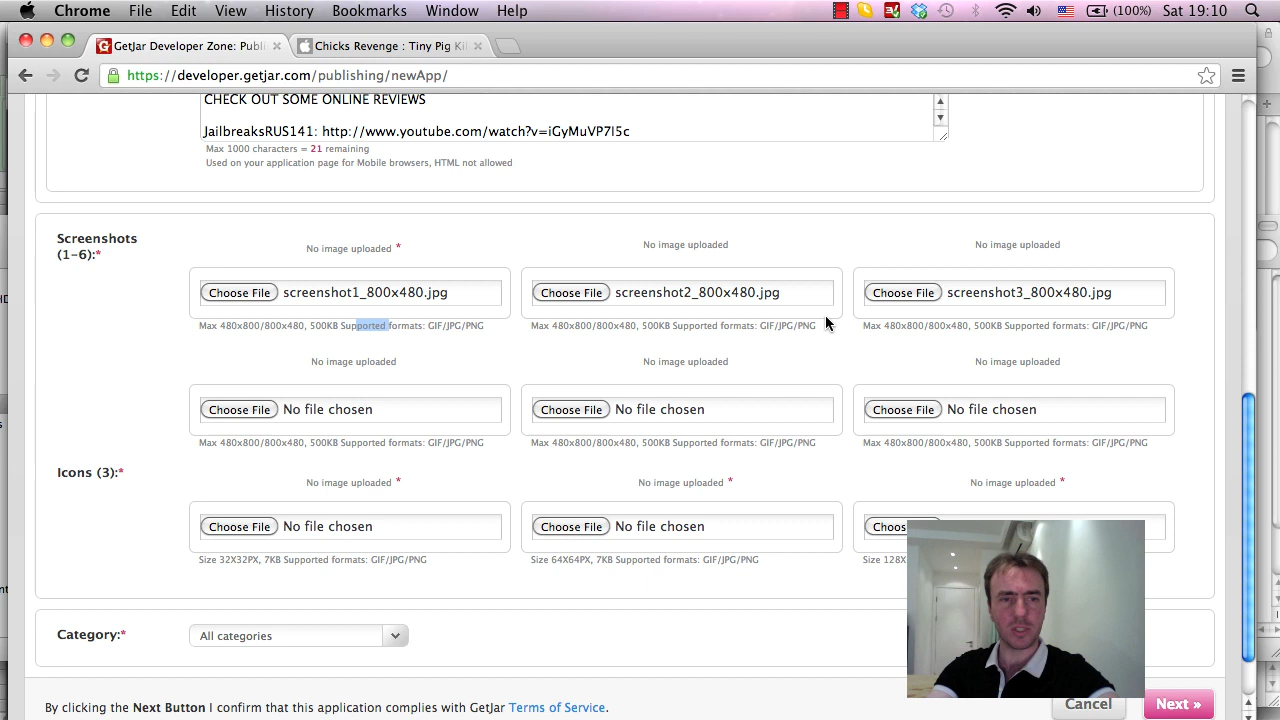 Chrome File Edit View History Bookmarks Window Help (100%) Sat 19:10
GetJar Developer Zone: Publi Chicks Revenge : Tiny Pig Kil
https://developer.getjar.com/publishing/newApp/
CHECK OUT SOME ONLINE REVIEWS
JailbreaksRUS141: http://www.youtube.com/watch?v=iGyMuVP7I5c
Max 1000 characters = 21 remaining
Used on your application page for Mobile browsers, HTML not allowed
Screenshots
(1-6):*
No image uploaded * No image uploaded No image uploaded
Choose File screenshot1_800x480.jpg Choose File screenshot2_800x480.jpg Choose File screenshot3_800x480.jpg
Max 480x800/800x480, 500KB Supported formats: GIF/JPG/PNG Max 480x800/800x480, 500KB Supported formats: GIF/JPG/PNG Max 480x800/800x480, 500KB Supported formats: GIF/JPG/PNG
No image uploaded No image uploaded No image uploaded
Choose File No file chosen Choose File No file chosen Choose File No file chosen
Max 480x800/800x480, 500KB Supported formats: GIF/JPG/PNG Max 480x800/800x480, 500KB Supported formats: GIF/JPG/PNG Max 480x800/800x480, 500KB Supported formats: GIF/JPG/PNG
Icons (3):*
No image uploaded * No image uploaded * No image uploaded *
Choose File No file chosen Choose File No file chosen Choos
Size 32X32PX, 7KB Supported formats: GIF/JPG/PNG Size 64X64PX, 7KB Supported formats: GIF/JPG/PNG Size 128X
Category:* All categories
By clicking the Next Button I confirm that this application complies with GetJar Terms of Service. Cancel Next »